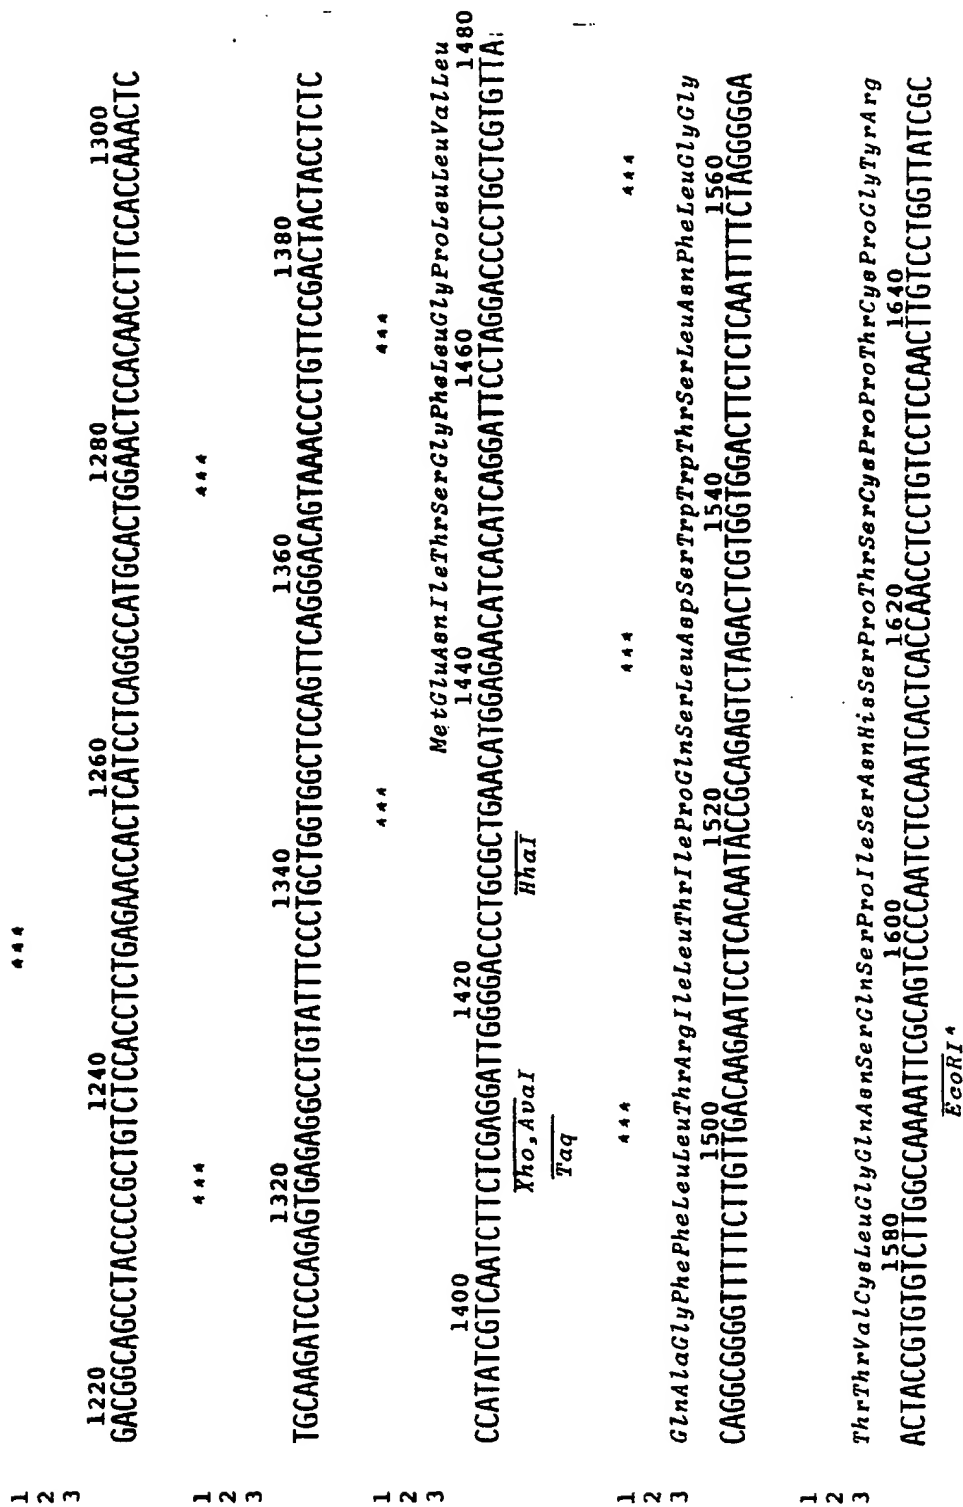 1 ***
2
3
1220 1240 1260 1280 1300
GACGGCAGCCTACCCCGCTGTCTCCACCTCTGAGAACCACTCATCCTCAGGCCATGCACTGGAACTCCACAACCTTCCACCAAACTC
1 *** ***
2
3
1320 1340 1360 1380
TGCAAGATCCCAGAGTGAGAGGCCTGTATTTCCCTGCTGGTGGCTCCAGTTCAGGGACAGTAAACCCTGTTCCGACTACTACCTCTC
1 *** ***
2
3 MetGluAsnIleThrSerGlyPheLeuGlyProLeuLeuValLeu
1400 1420 1440 1460 1480
CCATATCGTCAATCTTCTCGAGGATTGGGGACCCTGCGCTGAACATGGAGAACATCACATCAGGATTCCTAGGACCCCTGCTCGTGTTA
Xho,AvaI HhaI
Taq
1 *** *** ***
2
3 GlnAlaGlyPhePheLeuLeuThrArgIleLeuThrIleProGlnSerLeuAspSerTrpTrpThrSerLeuAsnPheLeuGlyGly
1500 1520 1540 1560
CAGGCGGGGTTTTTCTTGTTGACAAGAATCCTCACAATACCGCAGAGTCTAGACTCGTGGTGGACTTCTCTCAATTTTCTAGGGGGA
1
2
3 ThrThrValCysLeuGlyGlnAsnSerGlnSerProIleSerAsnHisSerProThrSerCysProProThrCysProGlyTyrArg
1580 1600 1620 1640
ACTACCGTGTGTCTTGGCCAAAATTCGCAGTCCCCAATCTCCAATCACTCACCAACCTCCTGTCCTCCAACTTGTCCTGGTTATCGC
EcoRI*